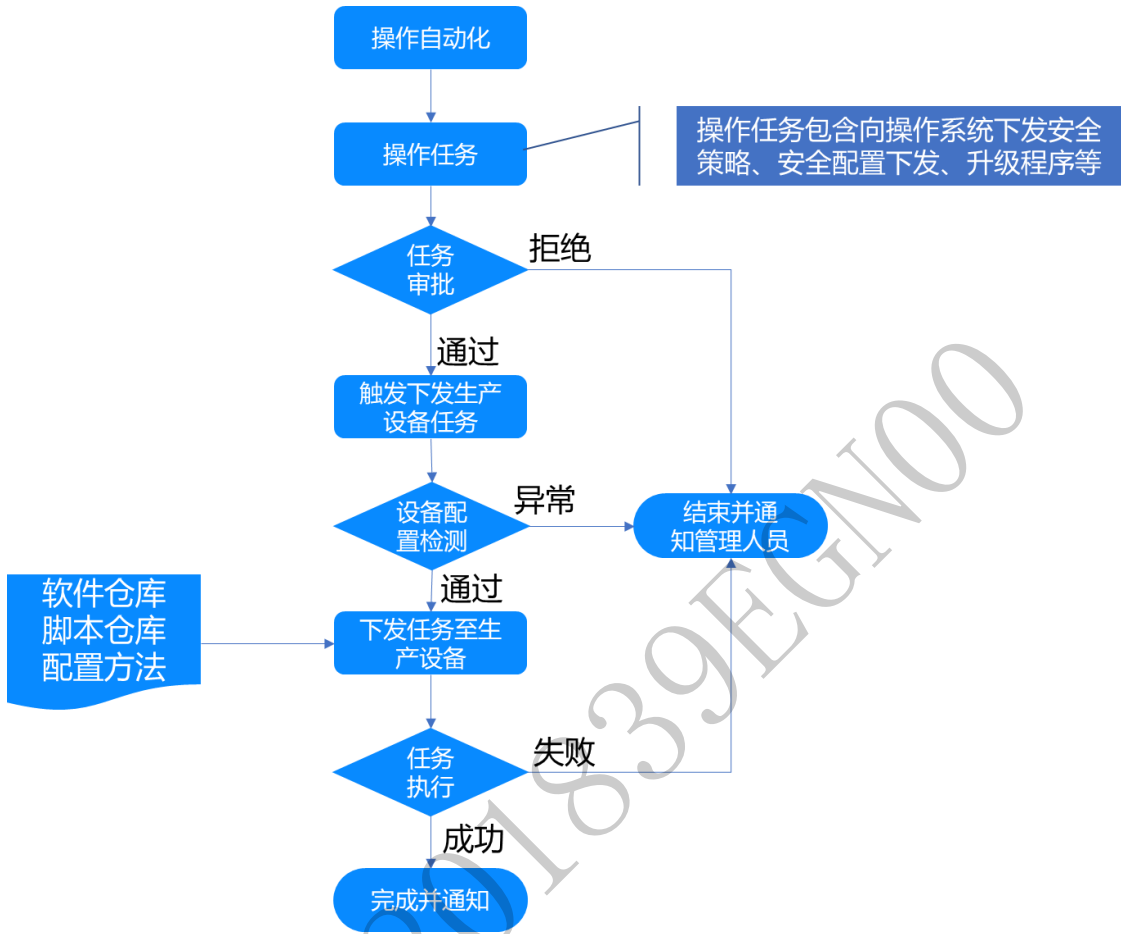 操作自动化
操作任务
操作任务包含向操作系统下发安全
策略、安全配置下发、升级程序等
任务
审批
拒绝
通过
触发下发生产
设备任务
设备配
置检测
异常
结束并通
知管理人员
通过
软件仓库
脚本仓库
配置方法
下发任务至生
产设备
任务
执行
失败
成功
完成并通知
201839EGN00